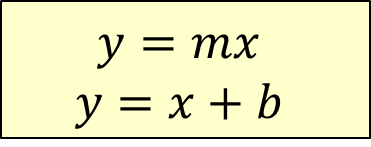 y = mx
y = x + b